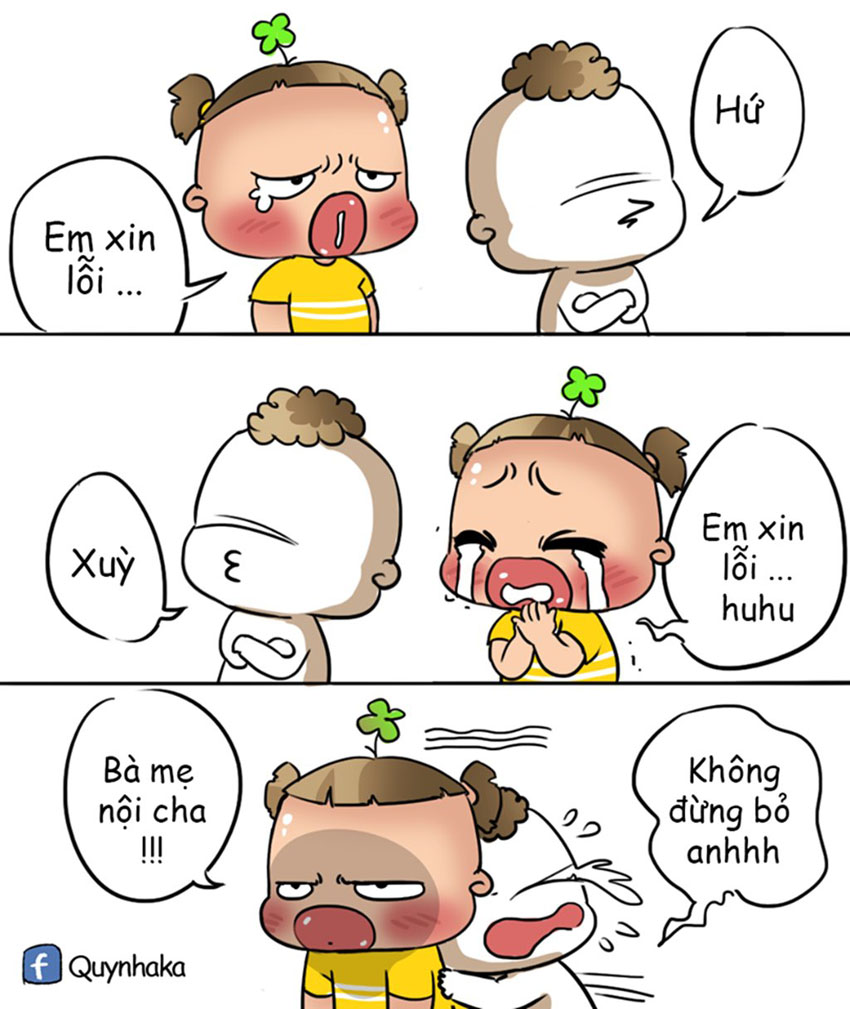 Em xin
lỗi ...
Hứ
Xuỳ
Em xin
lỗi ...
huhu
Bà mẹ
nội cha
!!!
Không
đừng bỏ
anhhh
f Quynhaka